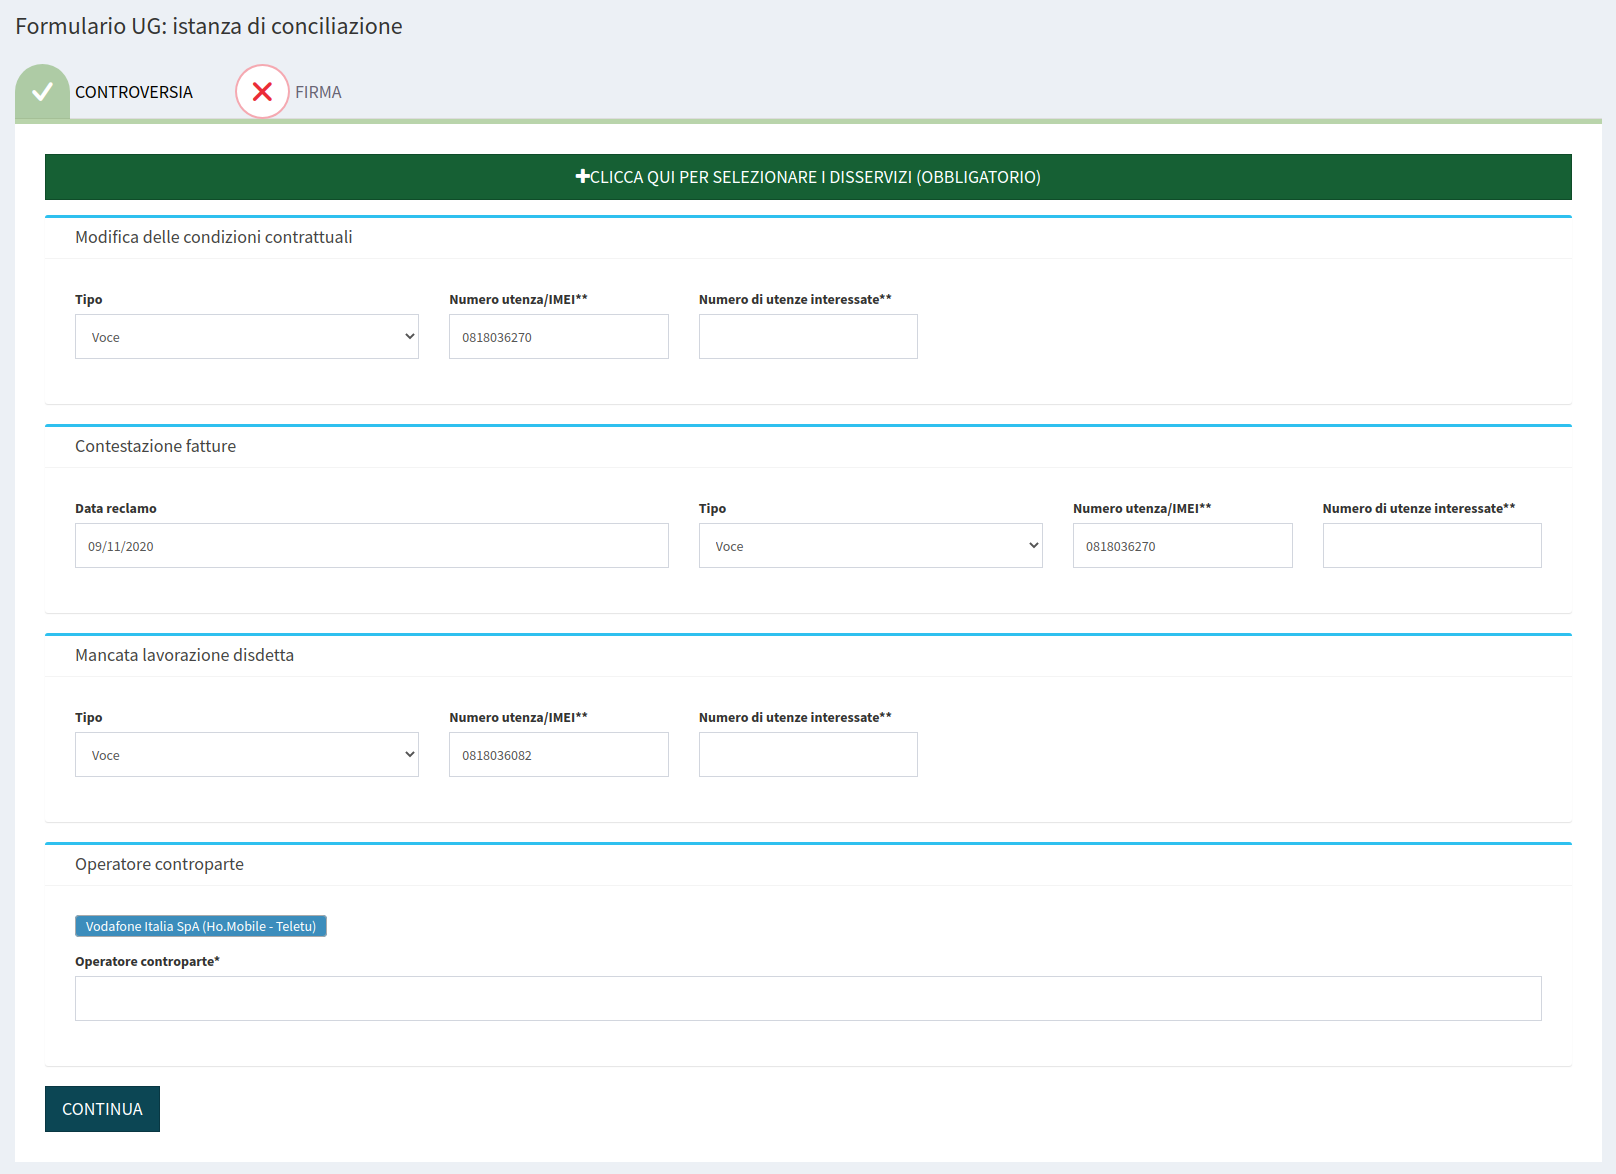 Formulario UG: istanza di conciliazione
CONTROVERSIA
FIRMA
CLICCA QUI PER SELEZIONARE I DISSERVIZI (OBBLIGATORIO)
Modifica delle condizioni contrattuali
Tipo Numero utenza/IMEI** Numero di utenze interessate**
Voce 0818036270
Contestazione fatture
Data reclamo Tipo Numero utenza/IMEI** Numero di utenze interessate**
09/11/2020 Voce 0818036270
Mancata lavorazione disdetta
Tipo Numero utenza/IMEI** Numero di utenze interessate**
Voce 0818036082
Operatore controparte
Vodafone Italia SpA (Ho.Mobile - Teletu)
Operatore controparte*
CONTINUA